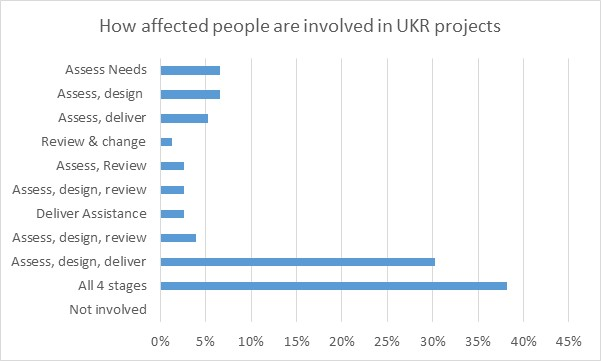 How affected people are involved in UKR projects
Assess Needs
Assess, design
Assess, deliver
Review & change
Assess, Review
Assess, design, review
Deliver Assistance
Assess, design, review
Assess, design, deliver
All 4 stages
Not involved
0% 5% 10% 15% 20% 25% 30% 35% 40% 45%